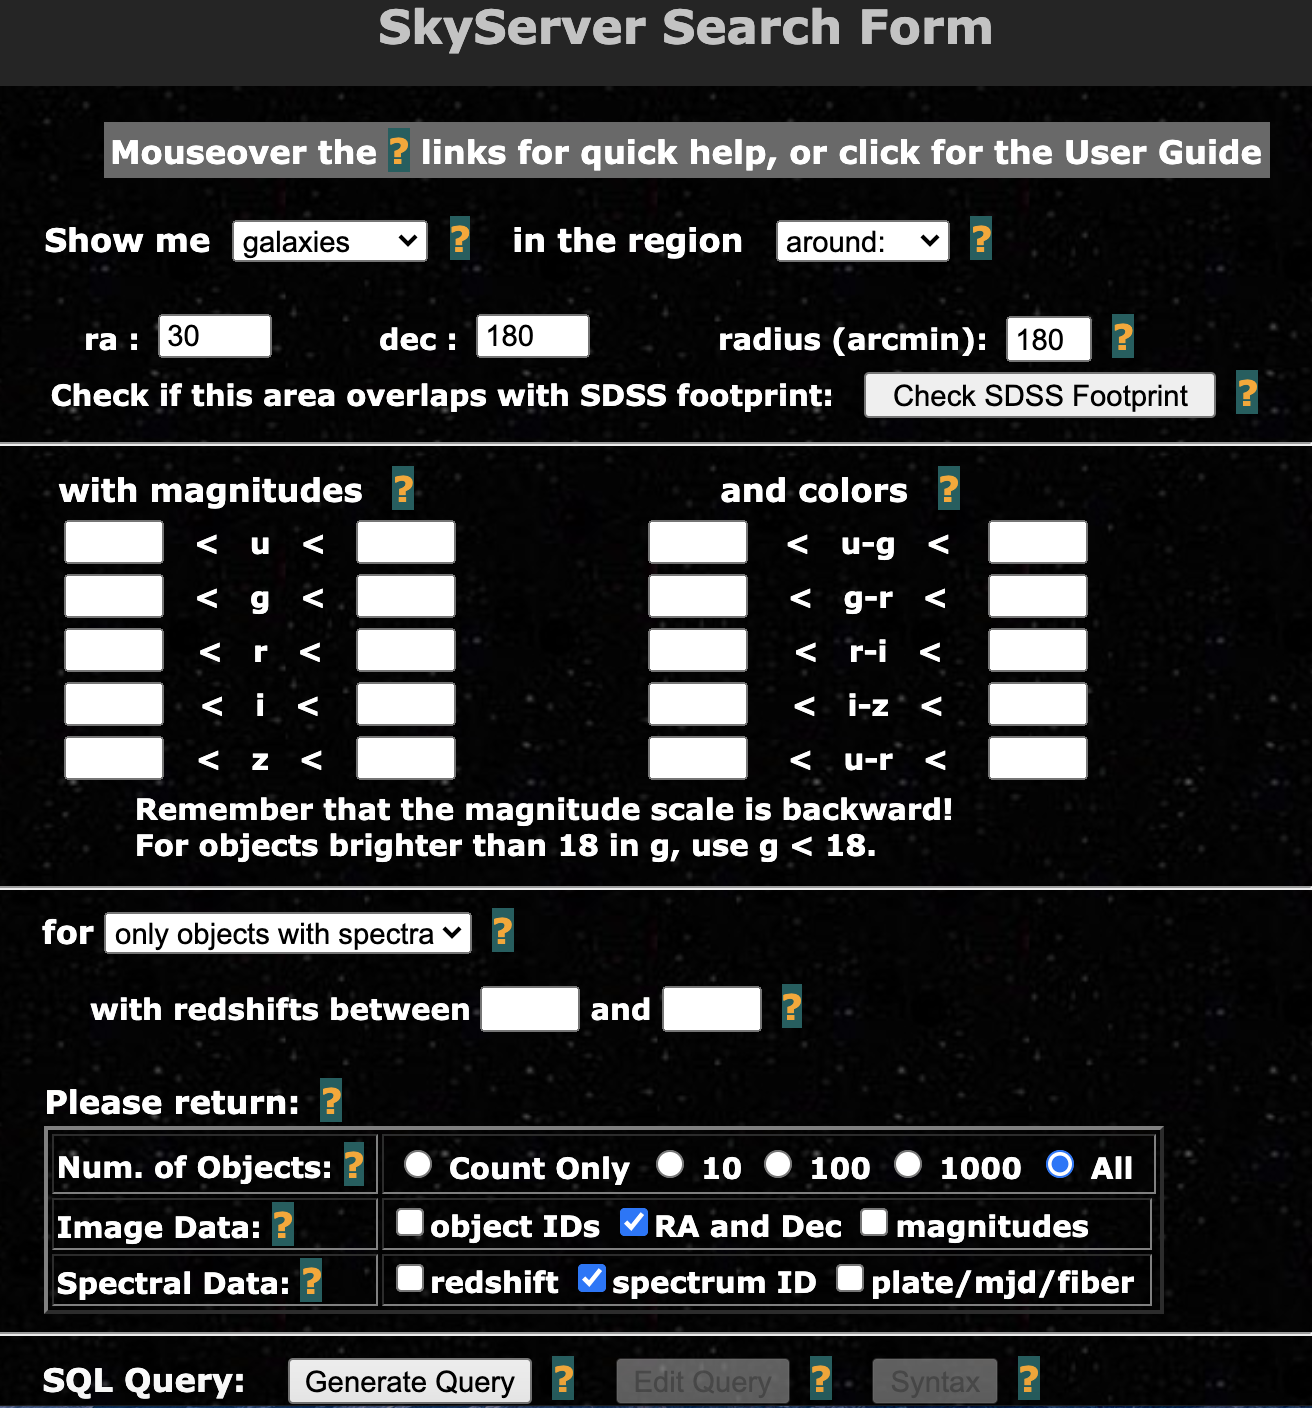 SkyServer Search Form
Mouseover the ? links for quick help, or click for the User Guide
Show me galaxies ? in the region around: ?
ra : 30 dec : 180 radius (arcmin): 180 ?
Check if this area overlaps with SDSS footprint: Check SDSS Footprint ?
with magnitudes ? and colors ?
< u < < u-g <
< g < < g-r <
< r < < r-i <
< i < < i-z <
< z < < u-r <
Remember that the magnitude scale is backward!
For objects brighter than 18 in g, use g < 18.
for only objects with spectra ?
with redshifts between and ?
Please return: ?
Num. of Objects: ? Count Only 10 100 1000 All
Image Data: ? object IDs RA and Dec magnitudes
Spectral Data: ? redshift spectrum ID plate/mjd/fiber
SQL Query: Generate Query ? Edit Query ? Syntax ?